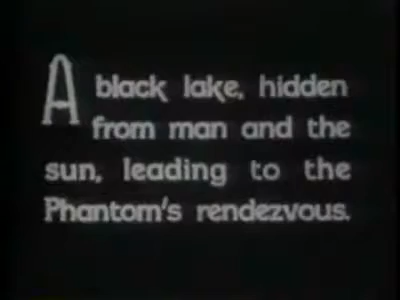 A black lake, hidden
from man and the
sun, leading to the
Phantom's rendezvous.